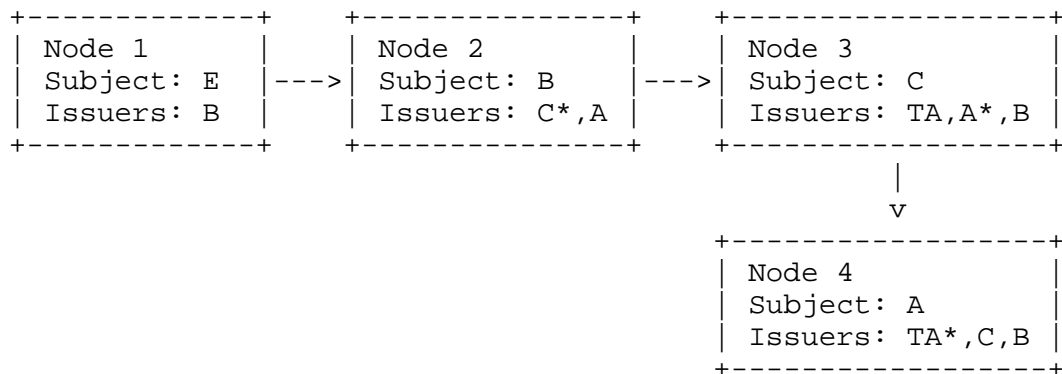 Node 1
Subject: E
Issuers: B
Node 2
Subject: B
Issuers: C*,A
Node 3
Subject: C
Issuers: TA,A*,B
Node 4
Subject: A
Issuers: TA*,C,B